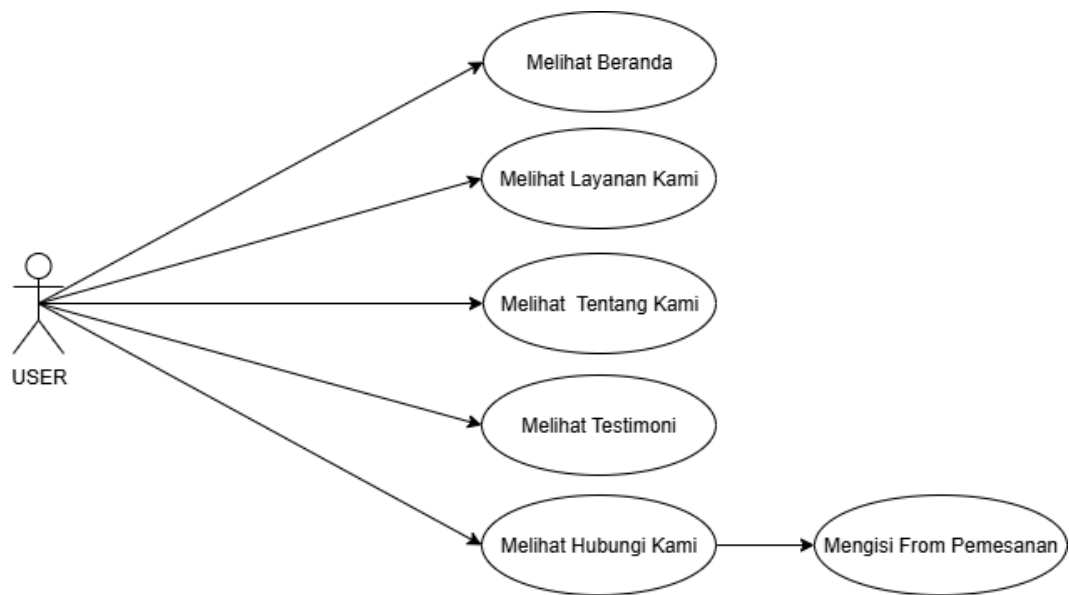 Melihat Beranda
Melihat Layanan Kami
Melihat  Tentang Kami
USER
Melihat Testimoni
Melihat Hubungi Kami
Mengisi From Pemesanan